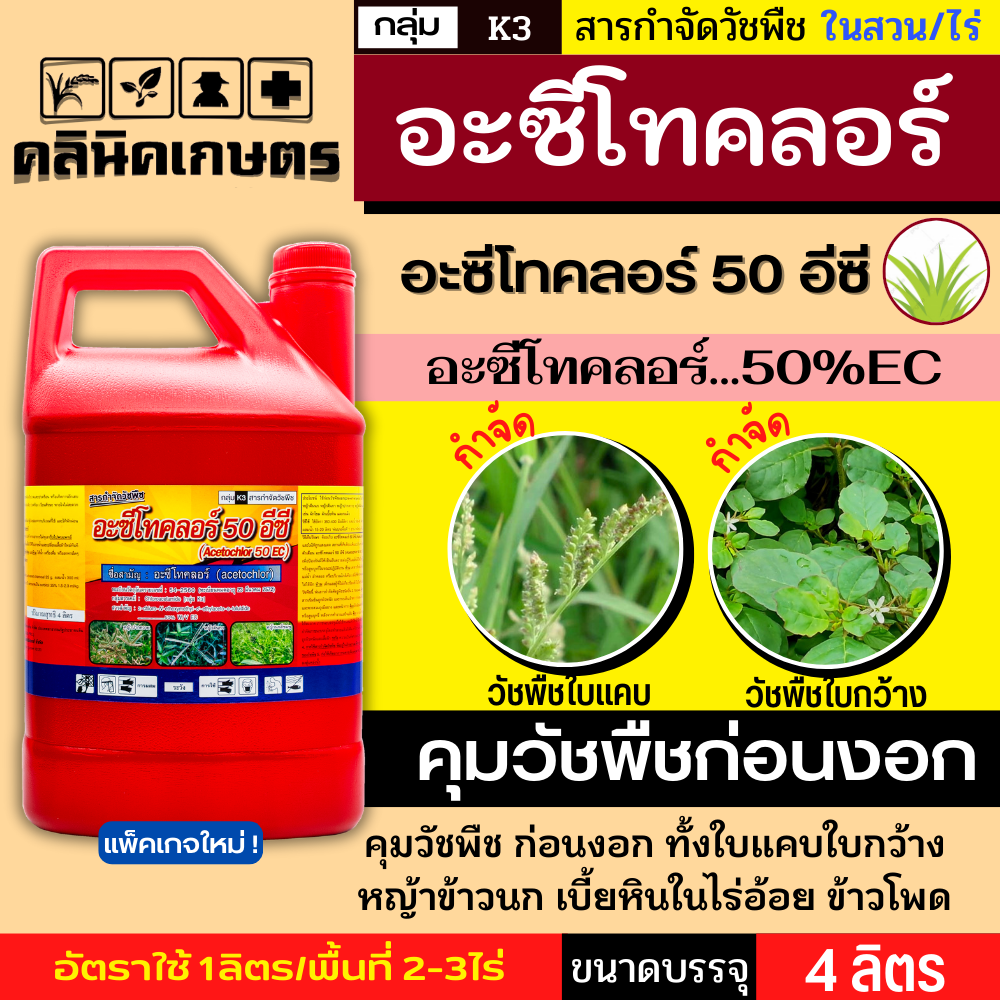 กลุ่ม K3 สารกำจัดวัชพืช ในสวน/ไร่
คลินิคเกษตร
อะซีโทคลอร์
อะซีโทคลอร์ 50 อีซี
อะซีโทคลอร์...50%EC
กำจัด กำจัด
วัชพืชใบแคบ วัชพืชใบกว้าง
คุมวัชพืชก่อนงอก
คุมวัชพืช ก่อนงอก ทั้งใบแคบใบกว้าง
หญ้าข้าวนก เบี้ยหินในไร่อ้อย ข้าวโพด
สารกำจัดวัชพืช
กลุ่ม K3 สารกำจัดวัชพืช
อะซีโทคลอร์ 50 อีซี
(Acetochlor 50 EC)
ชื่อสามัญ : อะซีโทคลอร์ (acetochlor)
แพ็คเกจใหม่ !
อัตราใช้ 1ลิตร/พื้นที่ 2-3ไร่
ขนาดบรรจุ 4 ลิตร